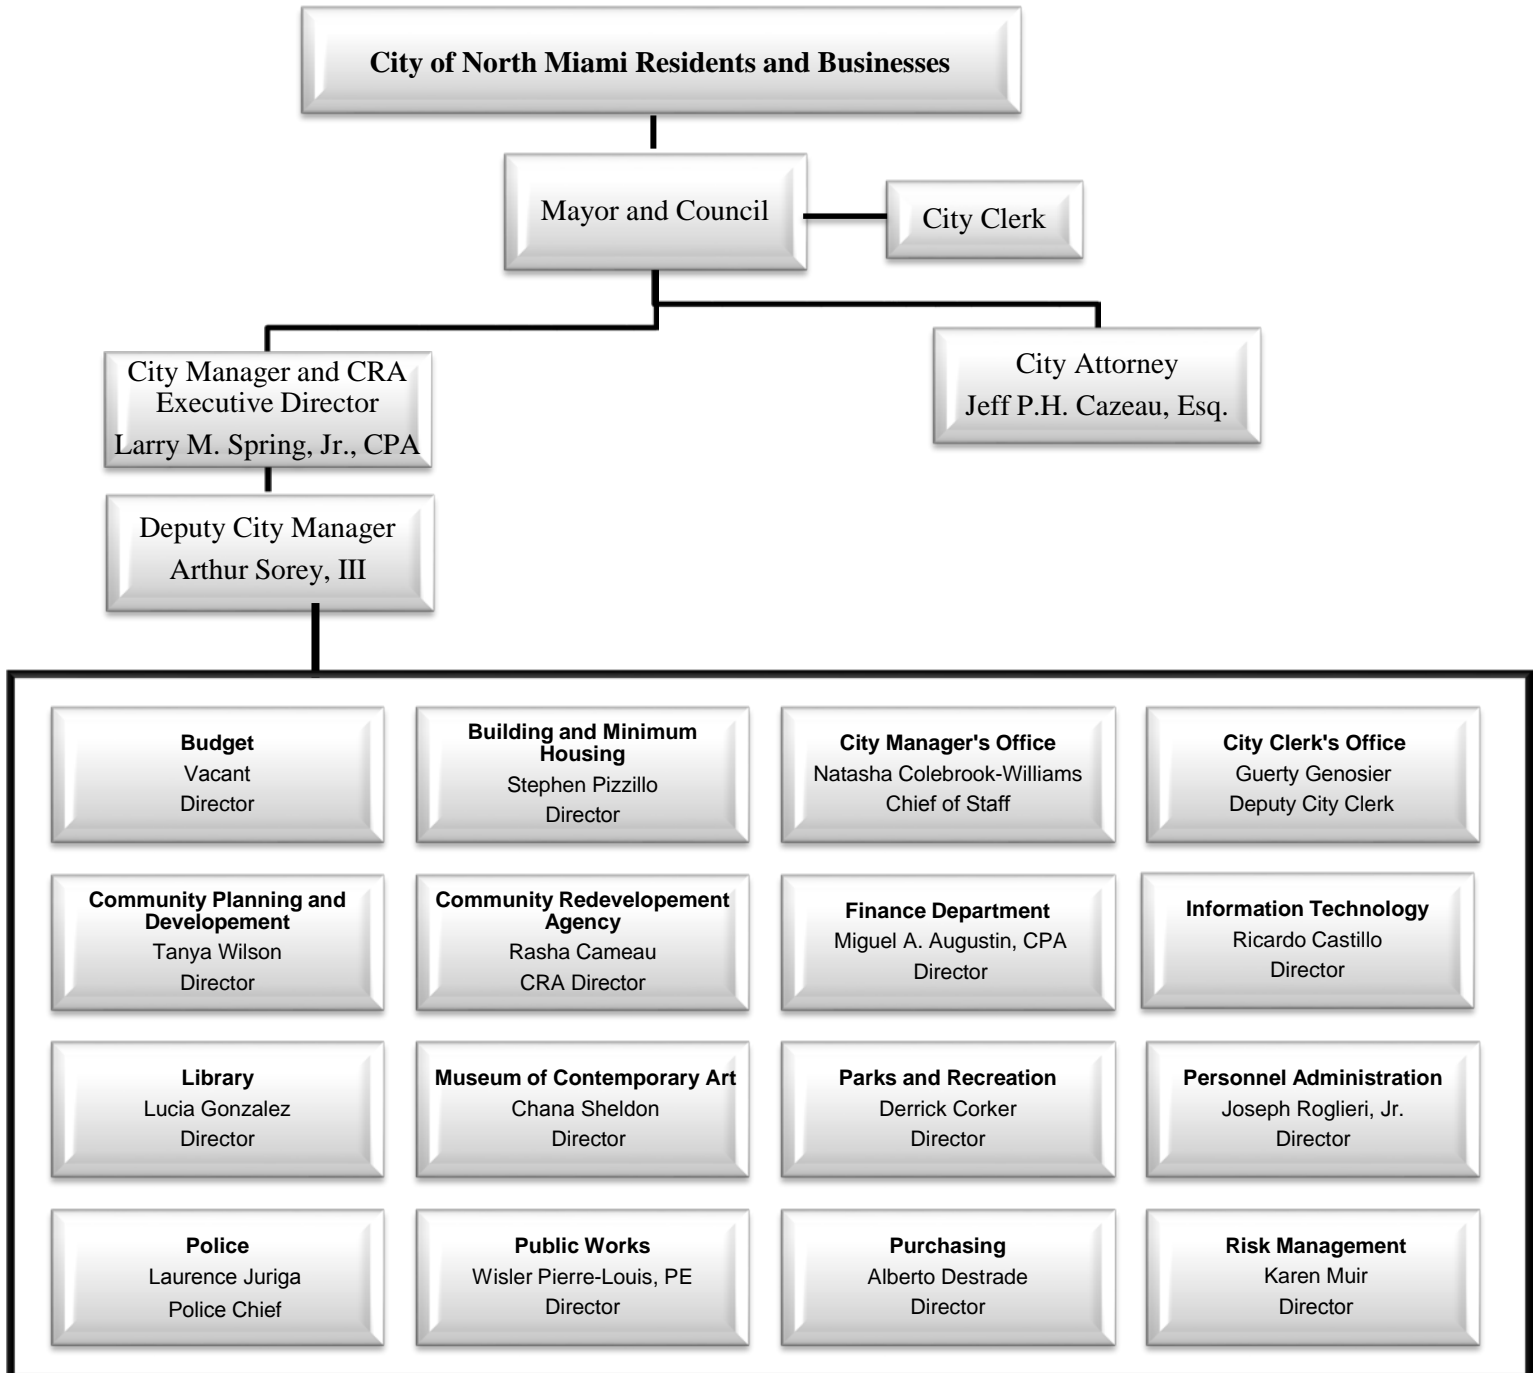 City of North Miami Residents and Businesses
Mayor and Council
City Clerk
City Manager and CRA
Executive Director
Larry M. Spring, Jr., CPA
City Attorney
Jeff P.H. Cazeau, Esq.
Deputy City Manager
Arthur Sorey, III
Budget
Vacant
Director
Building and Minimum
Housing
Stephen Pizzillo
Director
City Manager's Office
Natasha Colebrook-Williams
Chief of Staff
City Clerk's Office
Guerty Genosier
Deputy City Clerk
Community Planning and
Developement
Tanya Wilson
Director
Community Redevelopement
Agency
Rasha Cameau
CRA Director
Finance Department
Miguel A. Augustin, CPA
Director
Information Technology
Ricardo Castillo
Director
Library
Lucia Gonzalez
Director
Museum of Contemporary Art
Chana Sheldon
Director
Parks and Recreation
Derrick Corker
Director
Personnel Administration
Joseph Roglieri, Jr.
Director
Police
Laurence Juriga
Police Chief
Public Works
Wisler Pierre-Louis, PE
Director
Purchasing
Alberto Destrade
Director
Risk Management
Karen Muir
Director